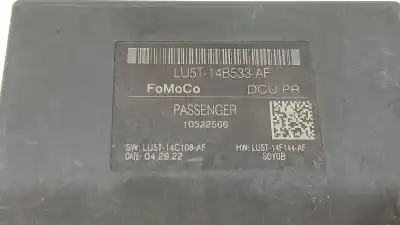 LU5T-14B533-AF
FoMoCo DCU PR
PASSENGER
10522566
SW: LU5T-14C108-AF HW: LU5T-14F144-AF
DATE: 04 28 22 S0Y0B